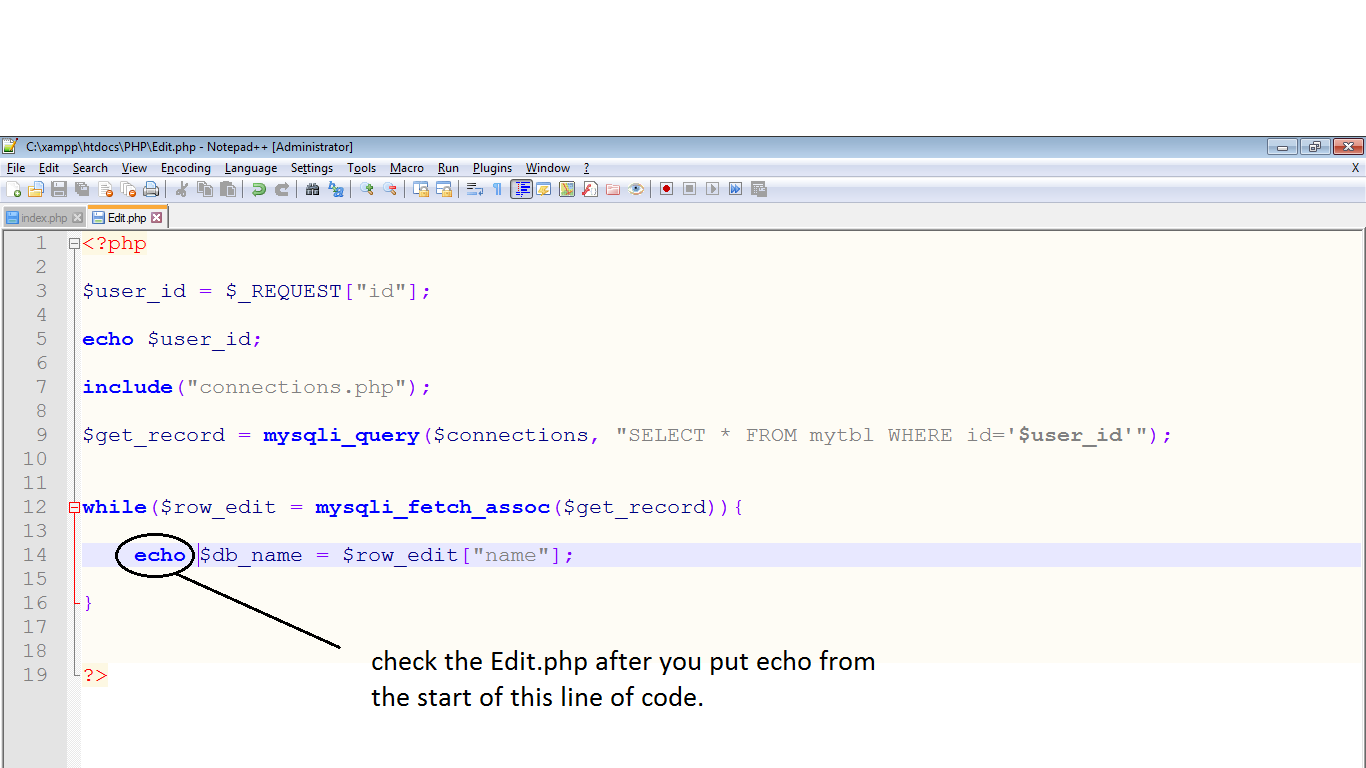 C:\xampp\htdocs\PHP\Edit.php - Notepad++ [Administrator]
File Edit Search View Encoding Language Settings Tools Macro Run Plugins Window ? X
index.php Edit.php
1 <?php
2
3 $user_id = $_REQUEST["id"];
4
5 echo $user_id;
6
7 include("connections.php");
8
9 $get_record = mysqli_query($connections, "SELECT * FROM mytbl WHERE id='$user_id'");
10
11
12 while($row_edit = mysqli_fetch_assoc($get_record)){
13
14 echo $db_name = $row_edit["name"];
15
16 }
17
18
19 ?>
check the Edit.php after you put echo from
the start of this line of code.